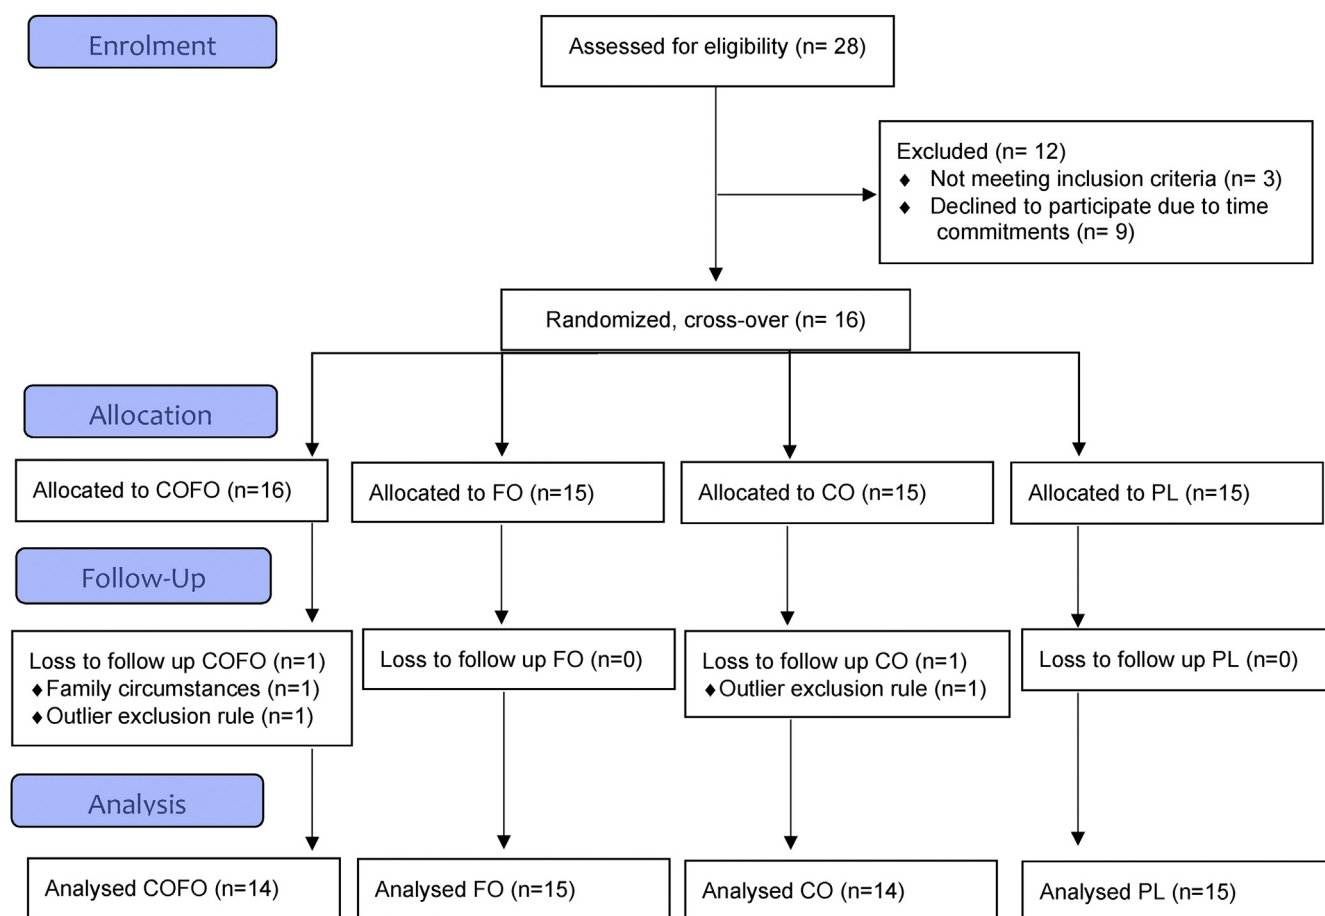 Enrolment
Assessed for eligibility (n= 28)
Excluded (n= 12)
♦ Not meeting inclusion criteria (n= 3)
♦ Declined to participate due to time
commitments (n= 9)
Randomized, cross-over (n= 16)
Allocation
Allocated to COFO (n=16)
Allocated to FO (n=15)
Allocated to CO (n=15)
Allocated to PL (n=15)
Follow-Up
Loss to follow up COFO (n=1)
♦Family circumstances (n=1)
♦Outlier exclusion rule (n=1)
Loss to follow up FO (n=0)
Loss to follow up CO (n=1)
♦Outlier exclusion rule (n=1)
Loss to follow up PL (n=0)
Analysis
Analysed COFO (n=14)
Analysed FO (n=15)
Analysed CO (n=14)
Analysed PL (n=15)